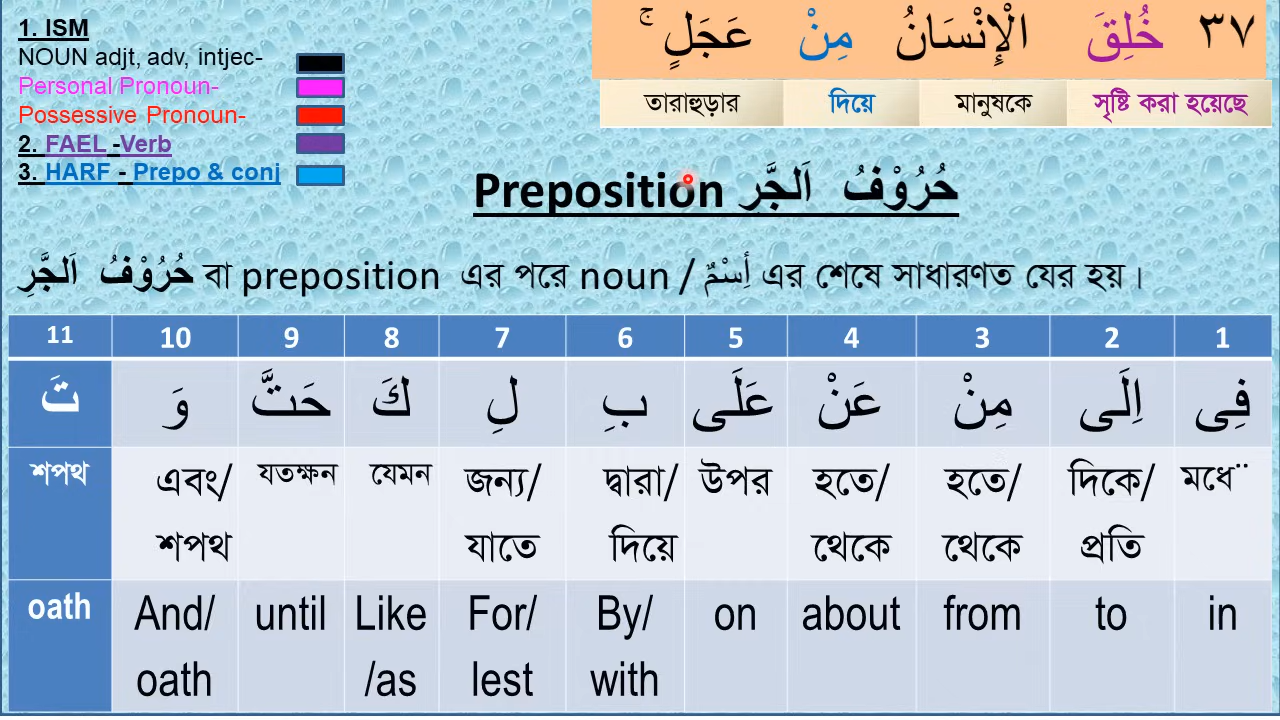 1. ISM
NOUN adjt, adv, intjec-
Personal Pronoun-
Possessive Pronoun-
2. FAEL -Verb
3. HARF - Prepo & conj
٣٧ خُلِقَ الْإِنْسَانُ مِنْ عَجَلٍ ۚ
সৃষ্টি করা হয়েছে মানুষকে দিয়ে তারাহুড়ার
Preposition حُرُوْفُ اَلجَّرِ
حُرُوْفُ اَلجَّرِ বা preposition এর পরে noun / أِسْمٌ এর শেষে সাধারণত যের হয়।
11 10 9 8 7 6 5 4 3 2 1
فِى اِلَى مِنْ عَنْ عَلَى بِ لِ كَ حَتَّ وَ تَ
শপথ এবং/ যতক্ষন যেমন জন্য/ দ্বারা/ উপর হতে/ হতে/ দিকে/ মধে¨
শপথ যাতে দিয়ে থেকে থেকে প্রতি
oath And/ until Like For/ By/ on about from to in
oath /as lest with